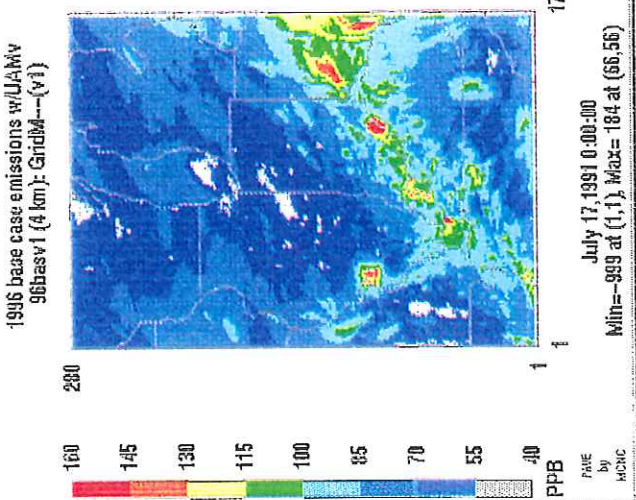 1996 base case emissions w/UAMv
96basv1 (4 km): GridM---(v1)
160
145
130
115
100
85
70
55
40
PPB
280
1
1
17
PAVE
by
MCNC
July 17,1991 0:00:00
Min=-999 at (1,1), Max= 184 at (66,56)